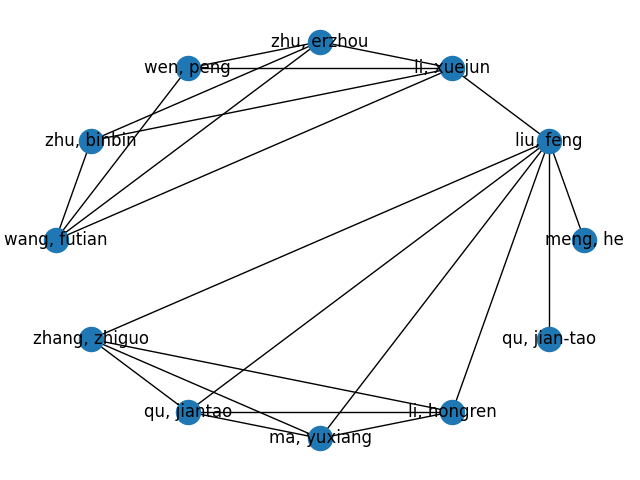 zhu, erzhou
wen, peng
li, xuejun
zhu, binbin
liu, feng
wang, futian
meng, he
zhang, zhiguo
qu, jian-tao
qu, jiantao
li, hongren
ma, yuxiang